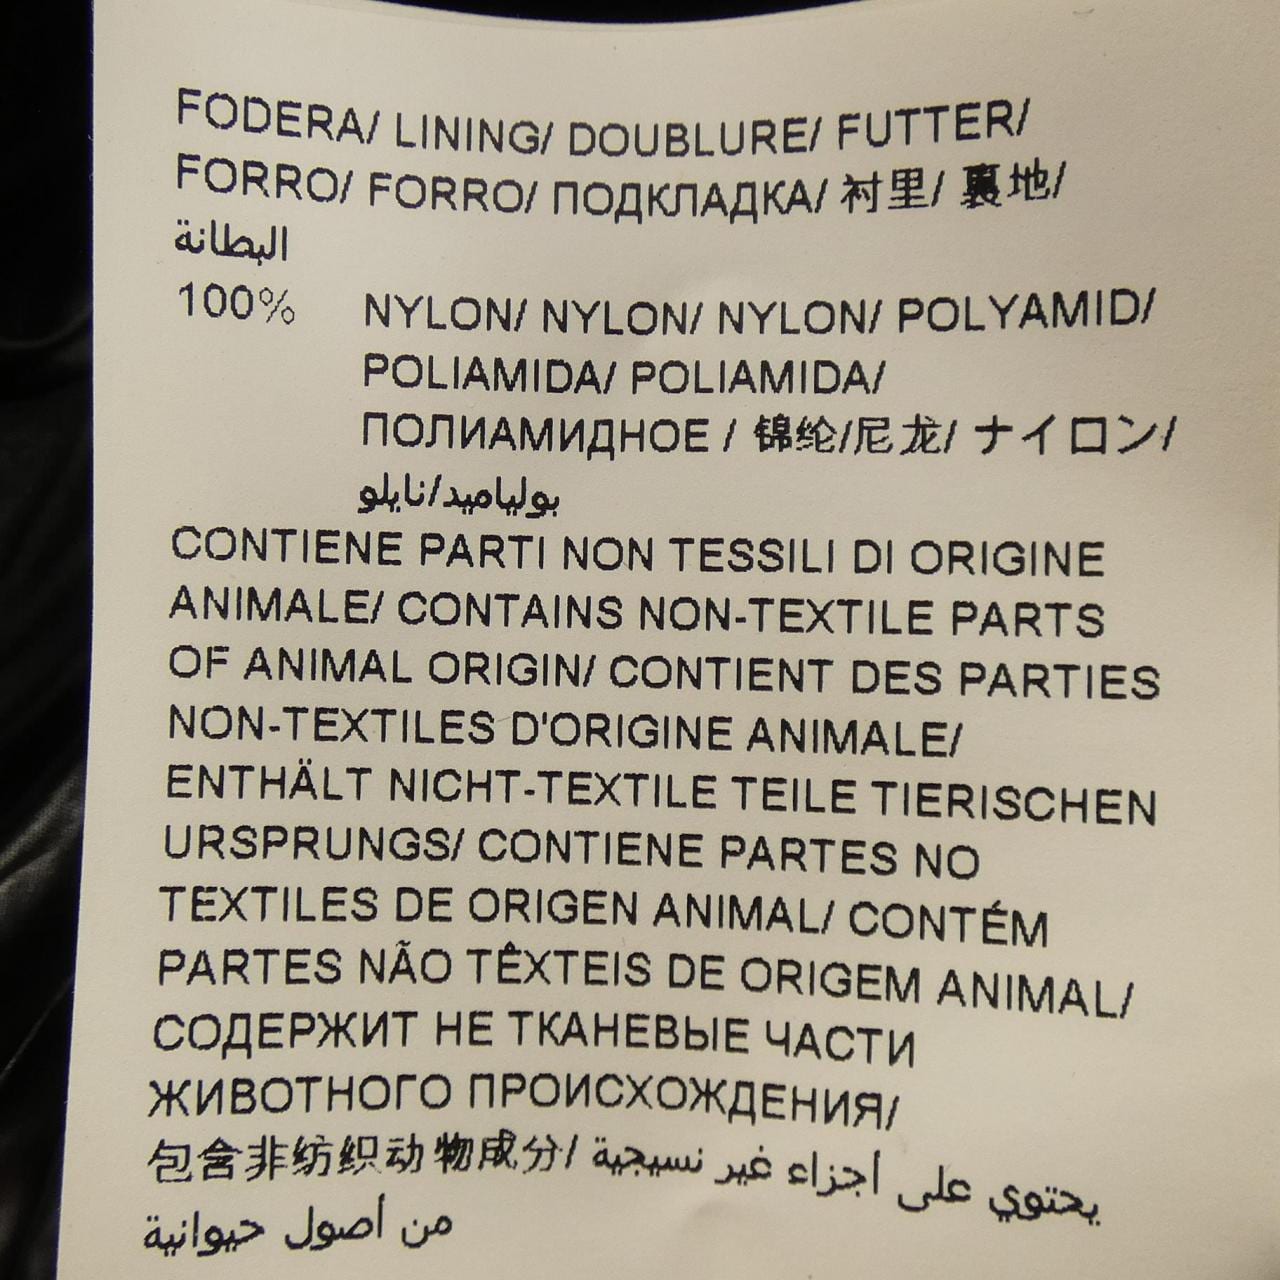 FODERA/ LINING/ DOUBLURE/ FUTTER/
FORRO/ FORRO/ ПОДКЛАДКА/ 衬里/ 裏地/
البطانة
100% NYLON/ NYLON/ NYLON/ POLYAMID/
POLIAMIDA/ POLIAMIDA/
ПОЛИАМИДНОЕ / 锦纶/尼龙/ ナイロン/
بولياميد/نايلو
CONTIENE PARTI NON TESSILI DI ORIGINE
ANIMALE/ CONTAINS NON-TEXTILE PARTS
OF ANIMAL ORIGIN/ CONTIENT DES PARTIES
NON-TEXTILES D'ORIGINE ANIMALE/
ENTHÄLT NICHT-TEXTILE TEILE TIERISCHEN
URSPRUNGS/ CONTIENE PARTES NO
TEXTILES DE ORIGEN ANIMAL/ CONTÉM
PARTES NÃO TÊXTEIS DE ORIGEM ANIMAL/
СОДЕРЖИТ НЕ ТКАНЕВЫЕ ЧАСТИ
ЖИВОТНОГО ПРОИСХОЖДЕНИЯ/
包含非纺织动物成分/ يحتوي على أجزاء غير نسيجية
من أصول حيوانية